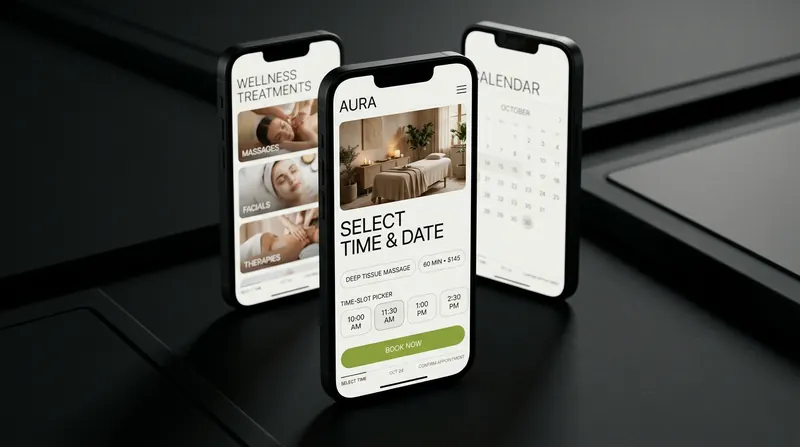 WELLNESS
TREATMENTS
MASSAGES
FACIALS
THERAPIES
AURA
SELECT
TIME & DATE
DEEP TISSUE MASSAGE
60 MIN • $145
TIME-SLOT PICKER
10:00
AM
11:30
AM
1:00
PM
2:30
PM
BOOK NOW
SELECT TIME
OCT 24
CONFIRM APPOINTMENT
CALENDAR
OCTOBER